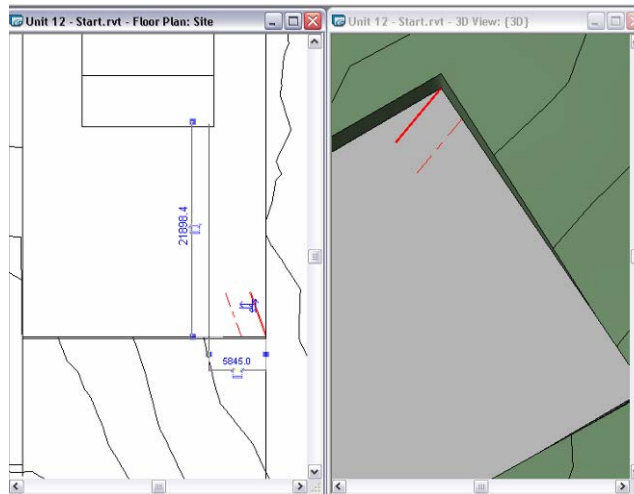 Unit 12 - Start.rvt - Floor Plan: Site
Unit 12 - Start.rvt - 3D View: {3D}
21898.4
5845.0